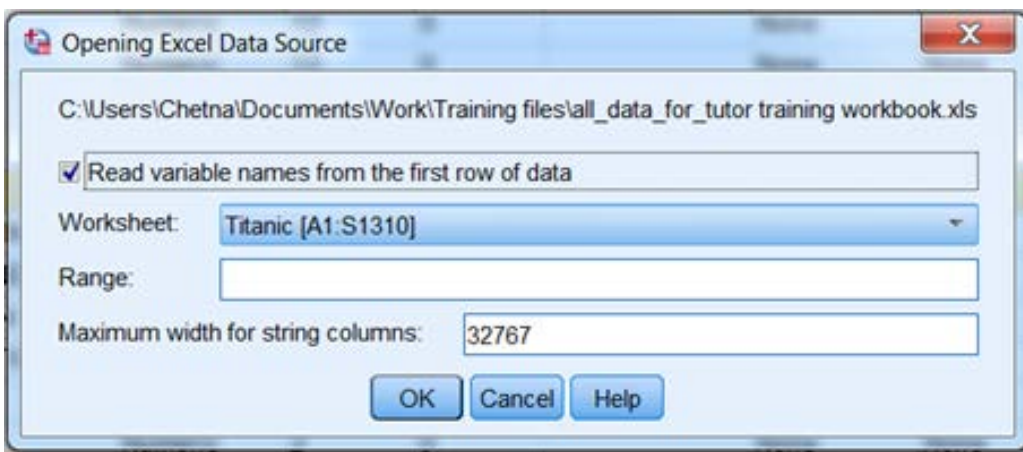 Opening Excel Data Source
C:\Users\Chetna\Documents\Work\Training files\all_data_for_tutor training workbook.xls
Read variable names from the first row of data
Worksheet: Titanic [A1:S1310]
Range:
Maximum width for string columns: 32767
OK Cancel Help